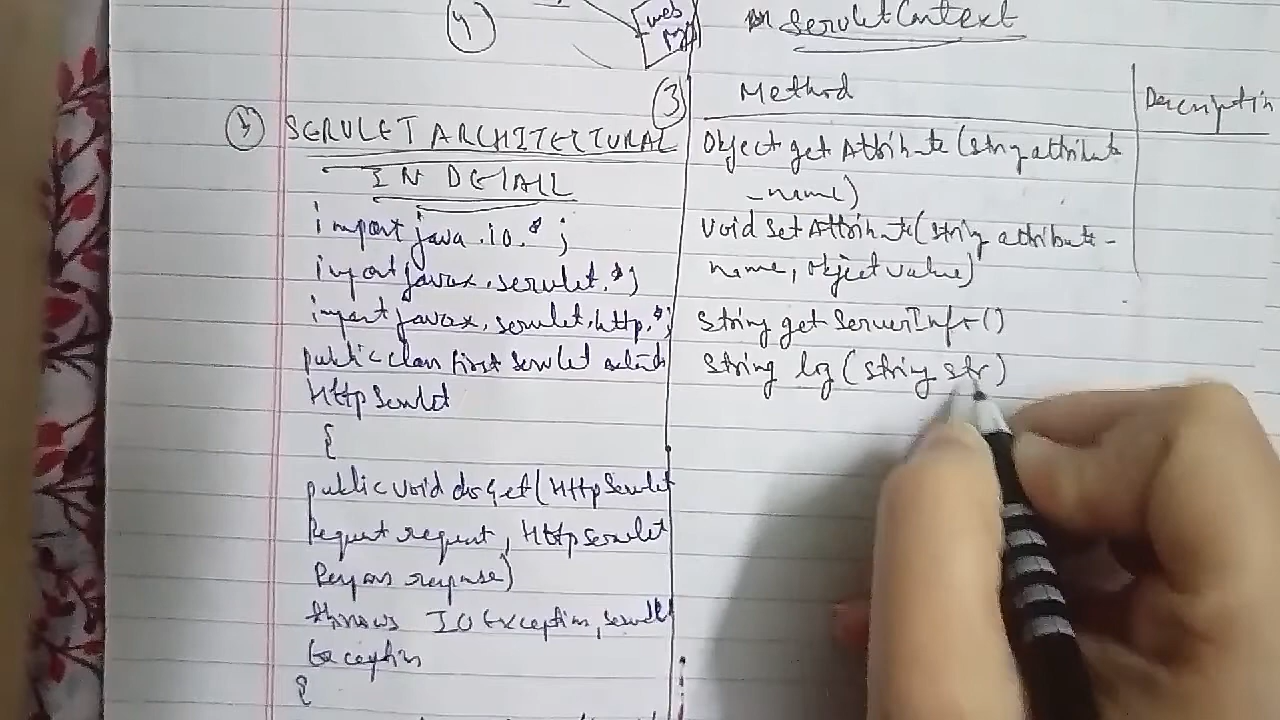 4)
web
ServletContext
3)
Method
Description
SERVLET ARCHITECTURAL
IN DETAIL
import java.io.*;
import javax.servlet.*;
import javax.servlet.http.*;
public class First Servlet extends
HttpServlet
{
public void doGet(HttpServlet
Request request, HttpServlet
Response response)
throws IOException, Servlet
Exception
{
Object getAttribute(String attribute
-name)
Void SetAttribute(String attribute-
name, Object value)
String getServerInfo()
String log(String str)